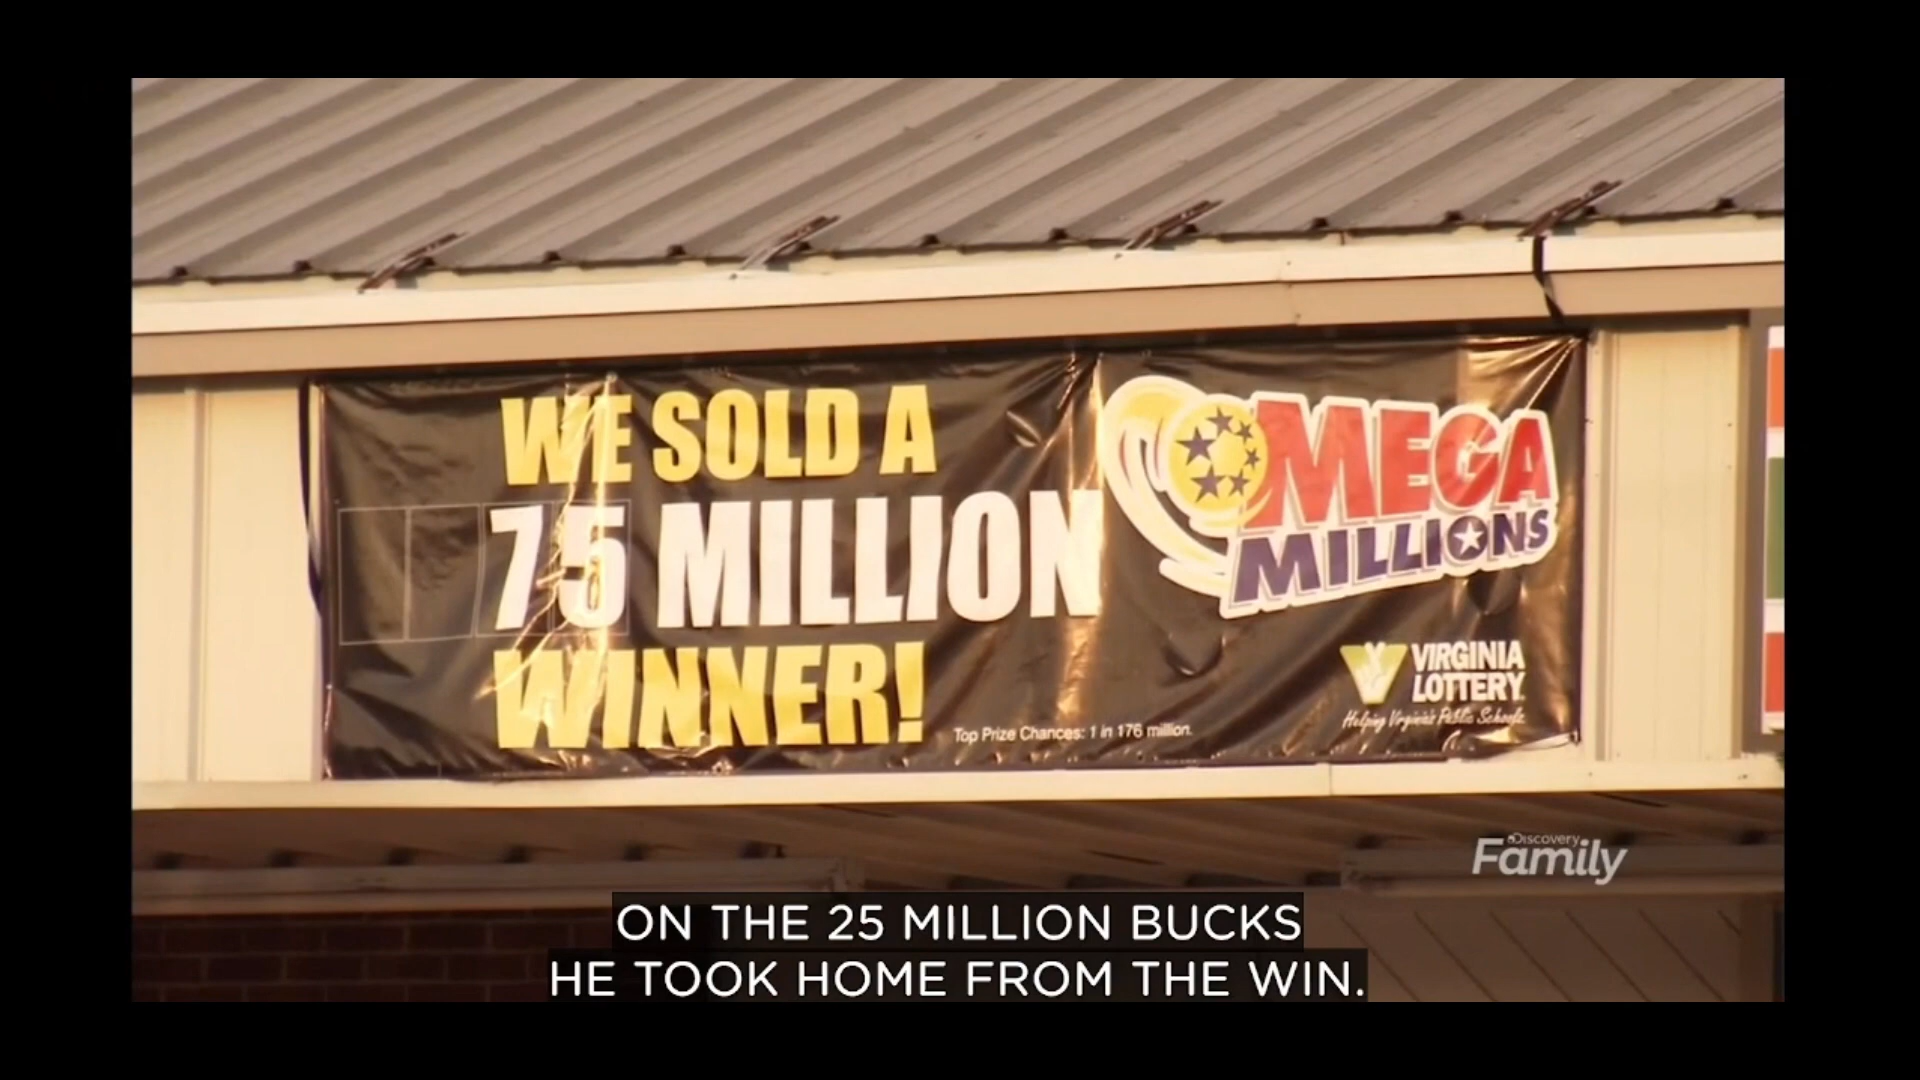 WE SOLD A
75 MILLION
WINNER!
MEGA
MILLIONS
VIRGINIA
LOTTERY
Helping Virginia's Public Schools
Top Prize Chances: 1 in 176 million.
Discovery
Family
ON THE 25 MILLION BUCKS
HE TOOK HOME FROM THE WIN.